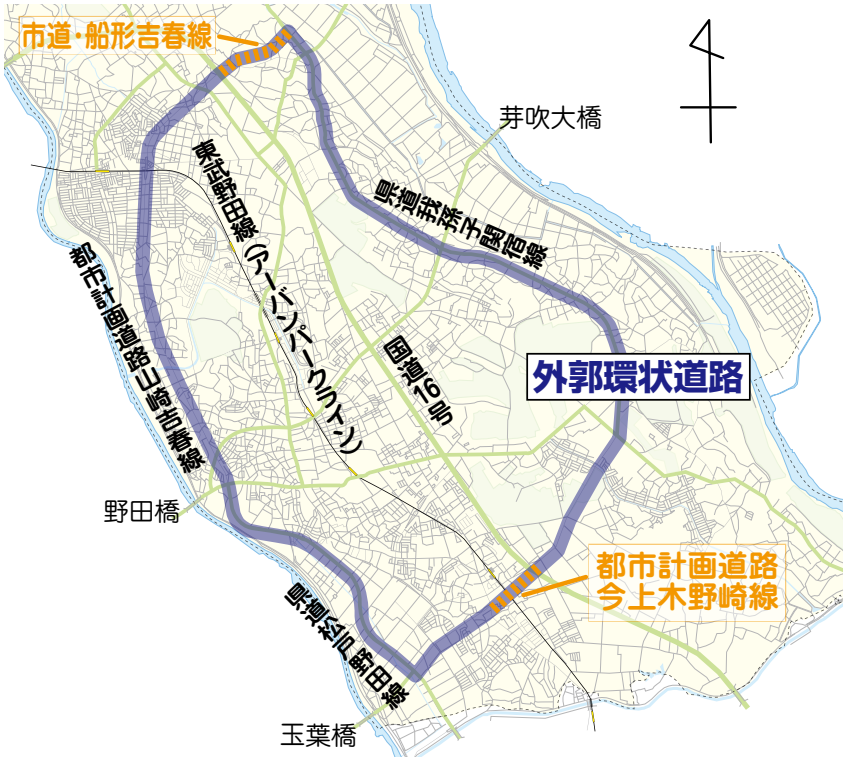 市道・船形吉春線
芽吹大橋
東武野田線（アーバンパークライン）
県道我孫子関宿線
都市計画道路山崎吉春線
国道16号
外郭環状道路
野田橋
都市計画道路
今上木野崎線
県道松戸野田線
玉葉橋